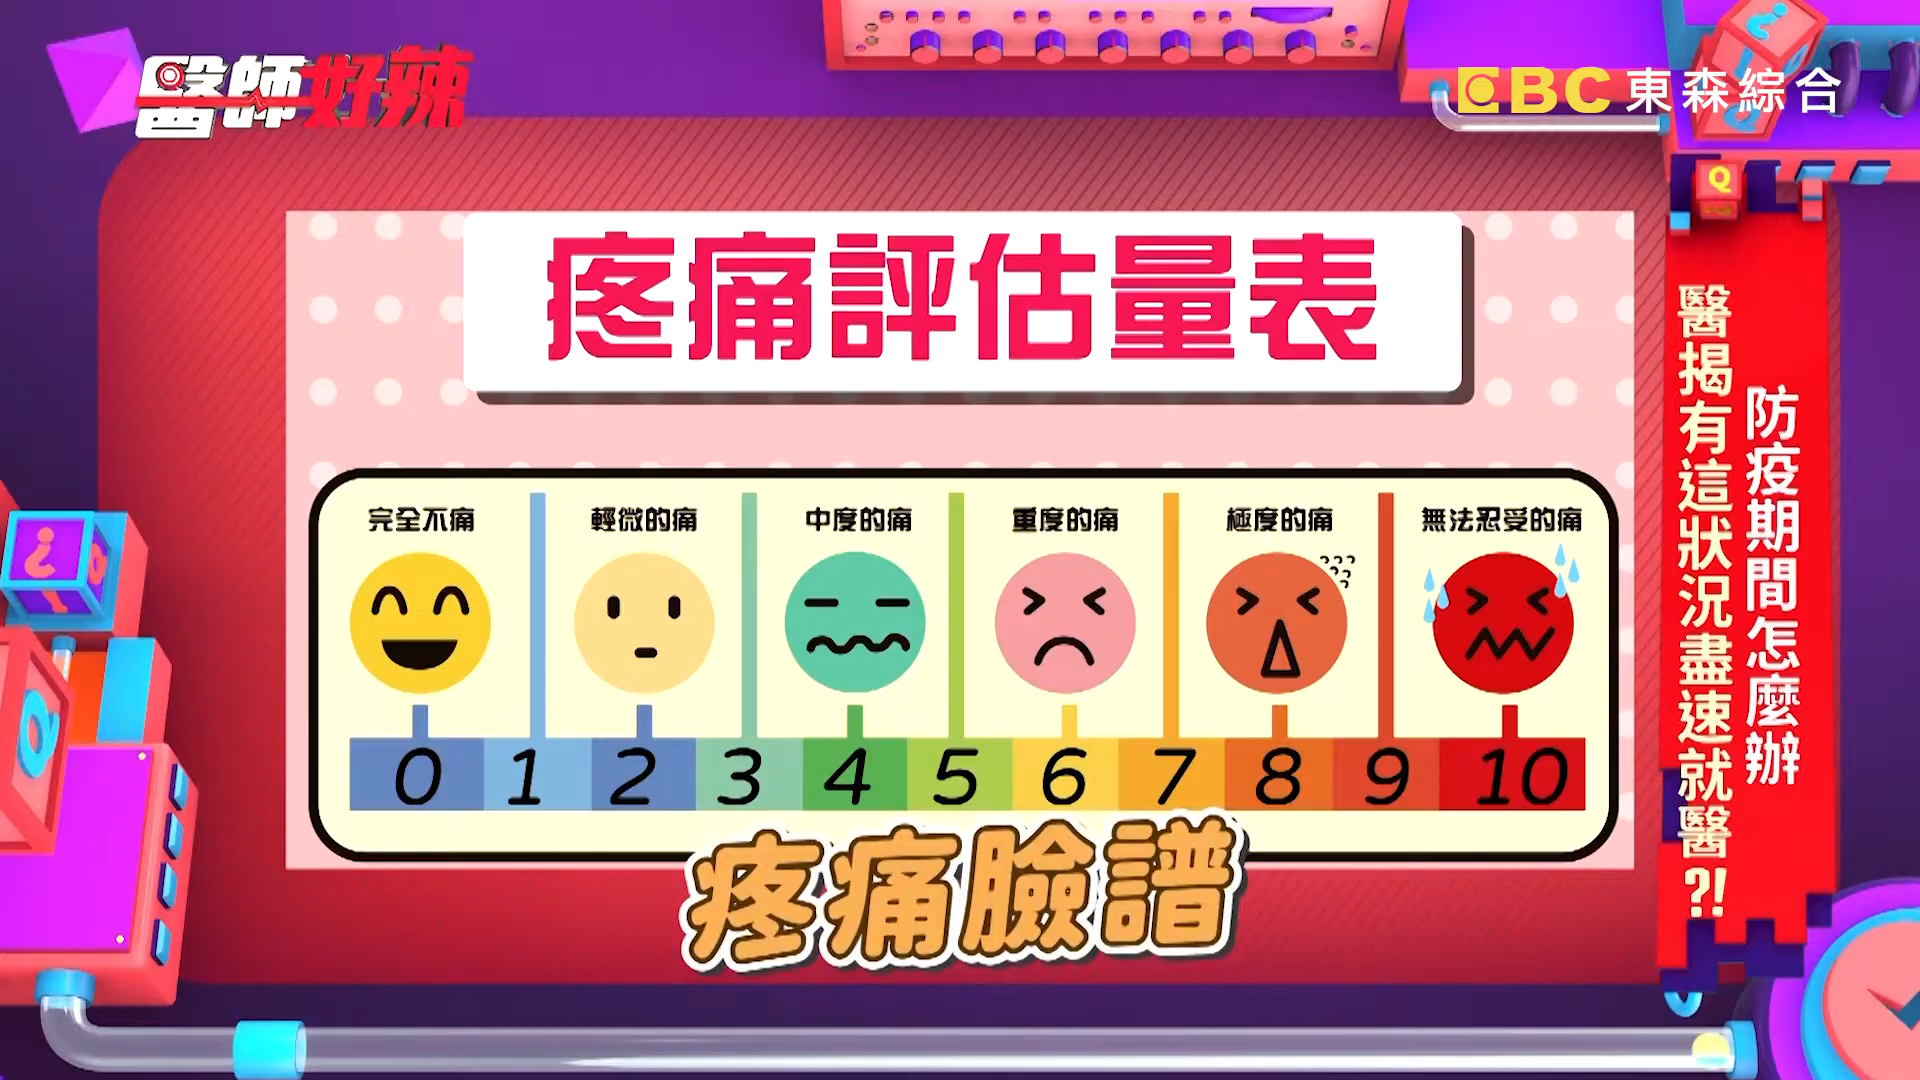 醫師好辣
EBC東森綜合
疼痛評估量表
完全不痛
輕微的痛
中度的痛
重度的痛
極度的痛
無法忍受的痛
0 1 2 3 4 5 6 7 8 9 10
疼痛臉譜
Q
防疫期間怎麼辦
醫揭有這狀況盡速就醫?!